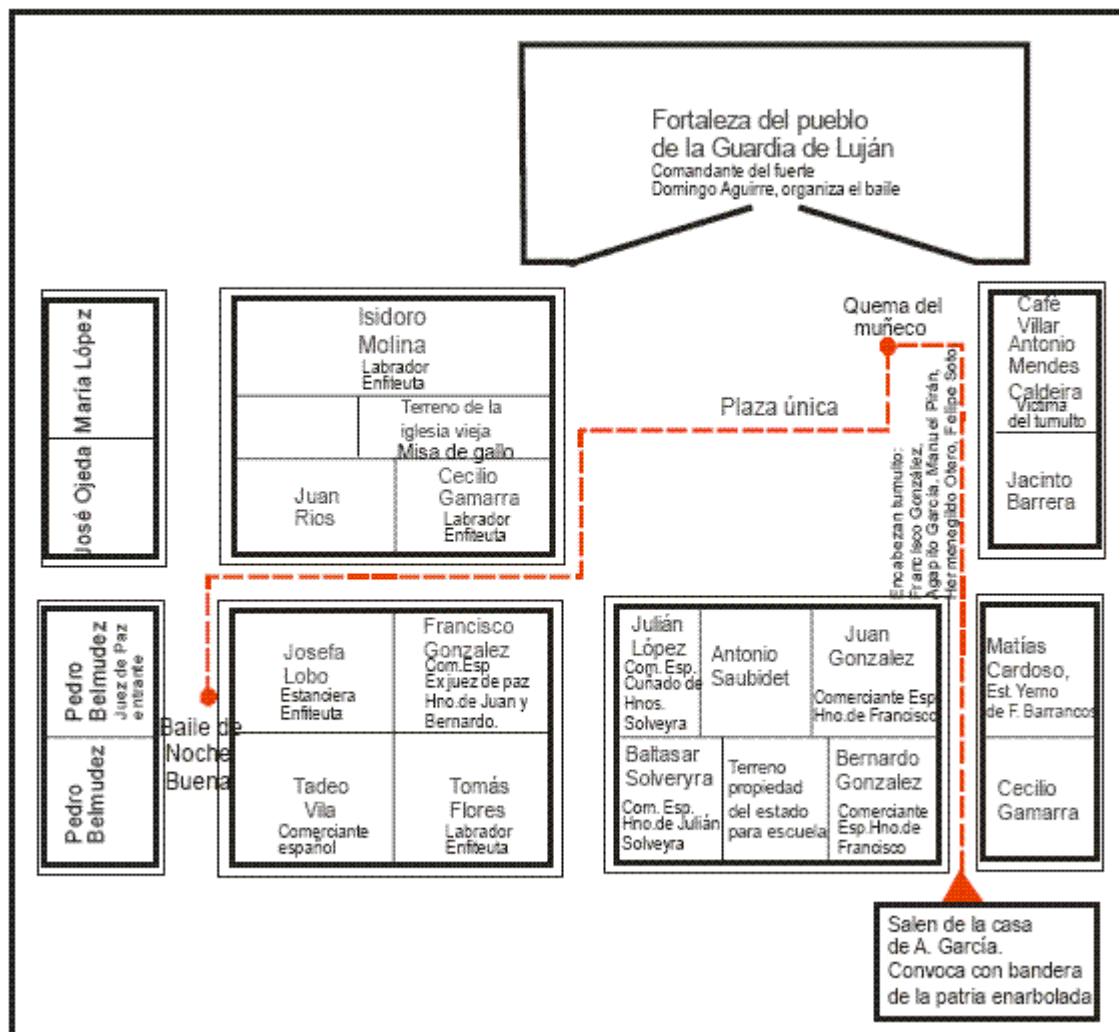 Fortaleza del pueblo
de la Guardia de Luján
Comandante del fuerte
Domingo Aguirre, organiza el baile
María López
José Ojeda
Isidoro
Molina
Labrador
Enfiteuta
Terreno de la
iglesia vieja
Misa de gallo
Juan
Rios
Cecilio
Gamarra
Labrador
Enfiteuta
Quema del
muñeco
Plaza única
Encabezan tumulto:
Francisco González,
Agapito García, Manuel Pirán,
Hermenegildo Otero, Felipe Soto
Café
Villar
Antonio
Mendes
Caldeira
Victima
del tumulto
Jacinto
Barrera
Pedro
Belmudez
Juez de Paz
entrante
Pedro
Belmudez
Baile de
Noche
Buena
Josefa
Lobo
Estanciera
Enfiteuta
Francisco
Gonzalez
Com.Esp
Ex juez de paz
Hno.de Juan y
Bernardo.
Tadeo
Vila
Comerciante
español
Tomás
Flores
Labrador
Enfiteuta
Julián
López
Com. Esp.
Cuñado de
Hnos.
Solveyra
Antonio
Saubidet
Juan
Gonzalez
Comerciante Esp
Hno.de Francisco
Baltasar
Solveryra
Com. Esp.
Hno.de Julián
Solveyra
Terreno
propiedad
del estado
para escuela
Bernardo
Gonzalez
Comerciante
Esp.Hno.de
Francisco
Matías
Cardoso,
Est. Yerno
de F. Barrancos
Cecilio
Gamarra
Salen de la casa
de A. García.
Convoca con bandera
de la patria enarbolada